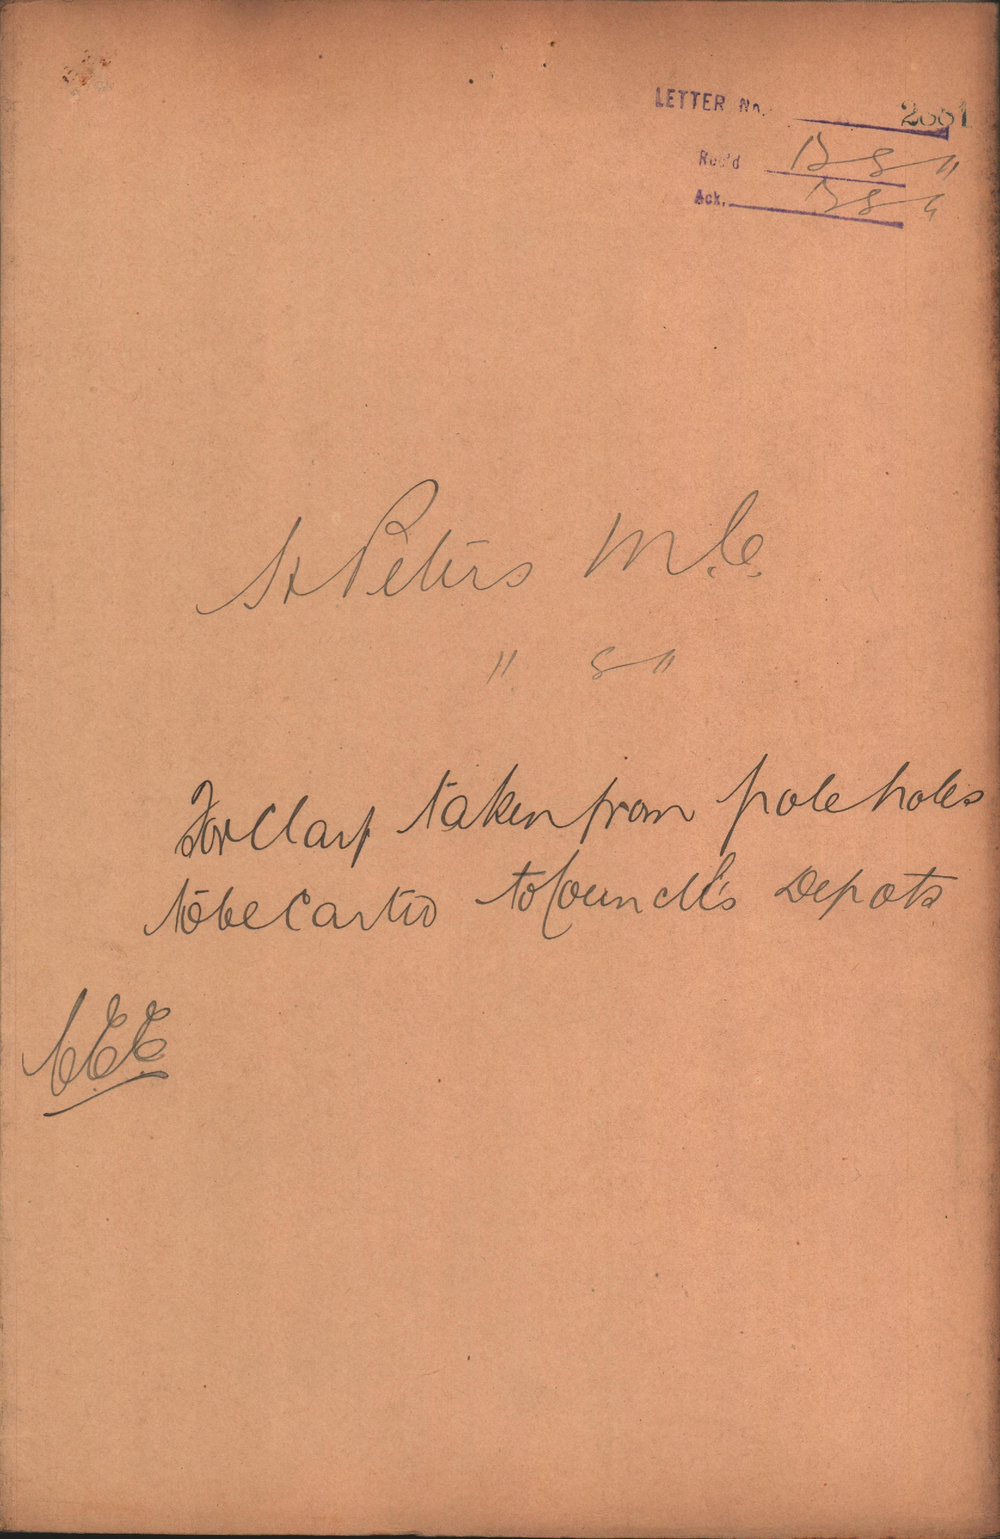 LETTER No. 2661
Rec'd 13-8-11
Ack. 13-8-11
St Peters M.C.
11 8-11
For Clay taken from pole holes
to be Carted to Council's Depots
C.E.E.